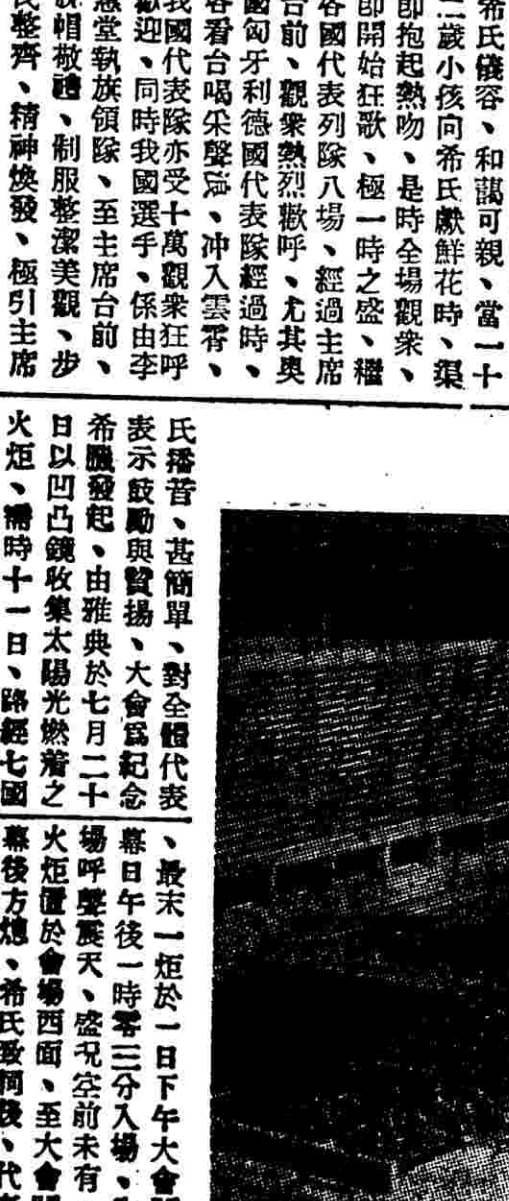 希氏儀容、和藹可親、當一十
二歲小孩向希氏獻鮮花時、渠
即抱起熱吻、是時全場觀衆、
即開始狂歌、極一時之盛、繼
各國代表列隊入場、經過主席
台前、觀衆熱烈歡呼、尤其奧
國匈牙利德國代表隊經過時、
容看台喝釆聲溢、冲入雲霄、
我國代表隊亦受十萬觀衆狂呼
歡迎、同時我國選手、係由李
惠堂執旗領隊、至主席台前、
脫帽敬禮、制服整潔美觀、步
民整齊、精神煥發、極引主席
氏播音、甚簡單、對全體代表
表示鼓勵與贊揚、大會爲紀念
希臘發起、由雅典於七月二十
日以凹凸鏡收集太陽光燃着之
火炬、需時十一日、路經七國
、最末一炬於一日下午大會開
幕日午後一時零三分入場、
場呼聲震天、盛況空前未有
火炬置於會場西面、至大會閉
幕後方熄、希氏致詞後、代